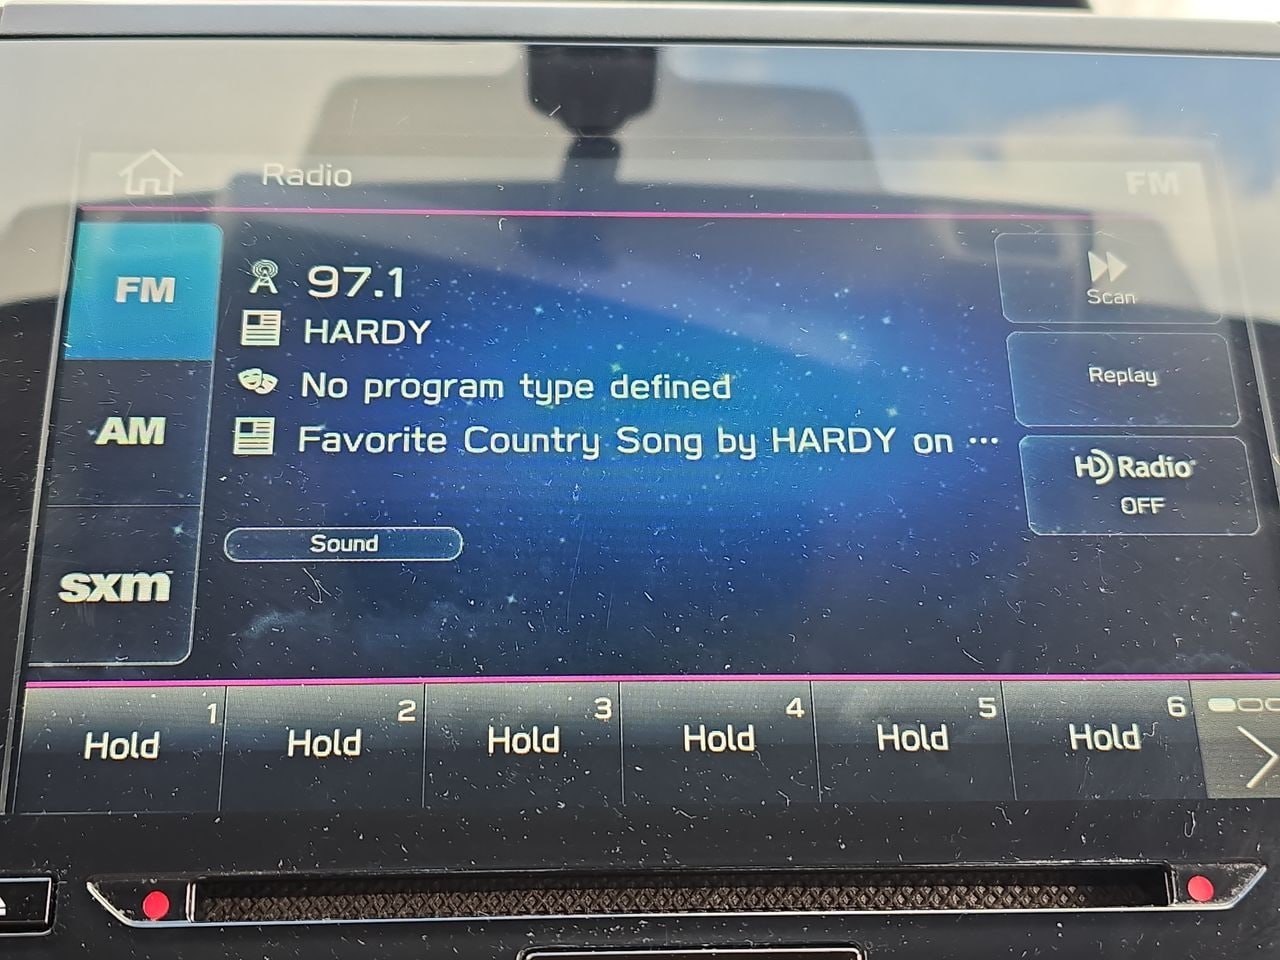 Radio
FM
FM
97.1
Scan
HARDY
No program type defined
Replay
AM
Favorite Country Song by HARDY on ...
HD Radio
OFF
Sound
sxm
1
2
3
4
5
6
Hold
Hold
Hold
Hold
Hold
Hold